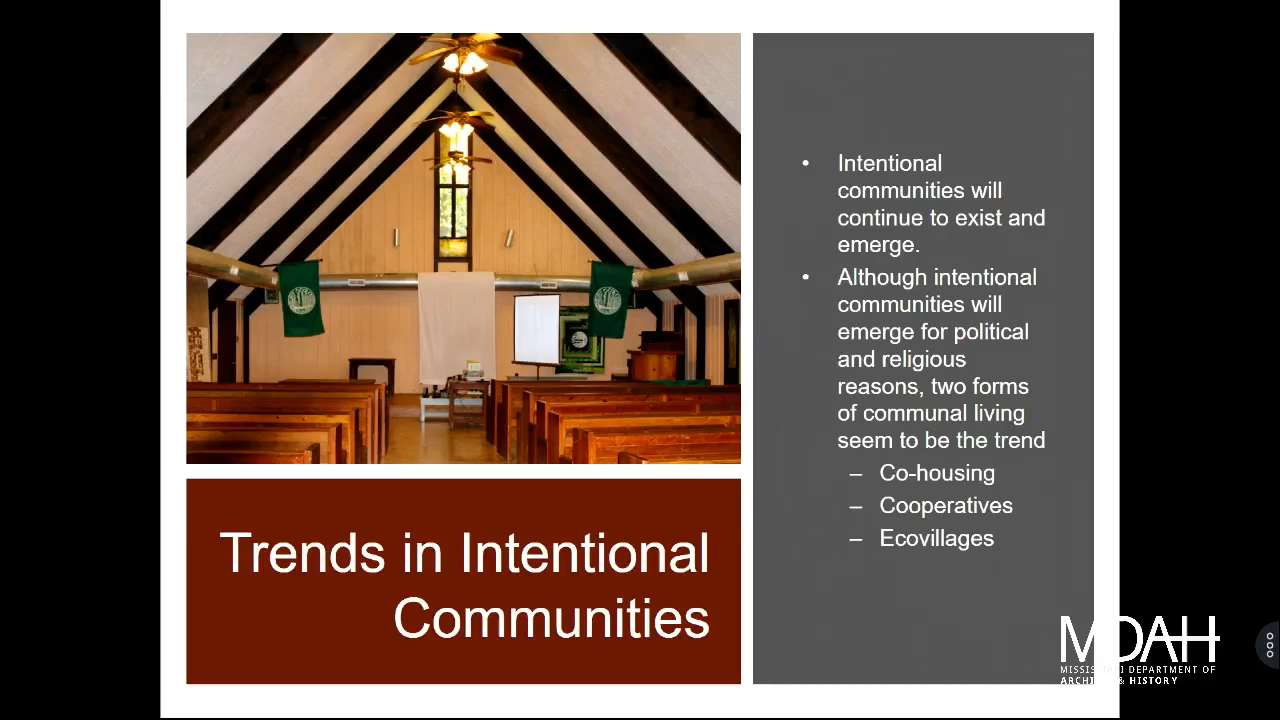 Trends in Intentional
Communities
• Intentional
communities will
continue to exist and
emerge.
• Although intentional
communities will
emerge for political
and religious
reasons, two forms
of communal living
seem to be the trend
– Co-housing
– Cooperatives
– Ecovillages
MDAH
MISSISSIPPI DEPARTMENT OF
ARCHIVES & HISTORY